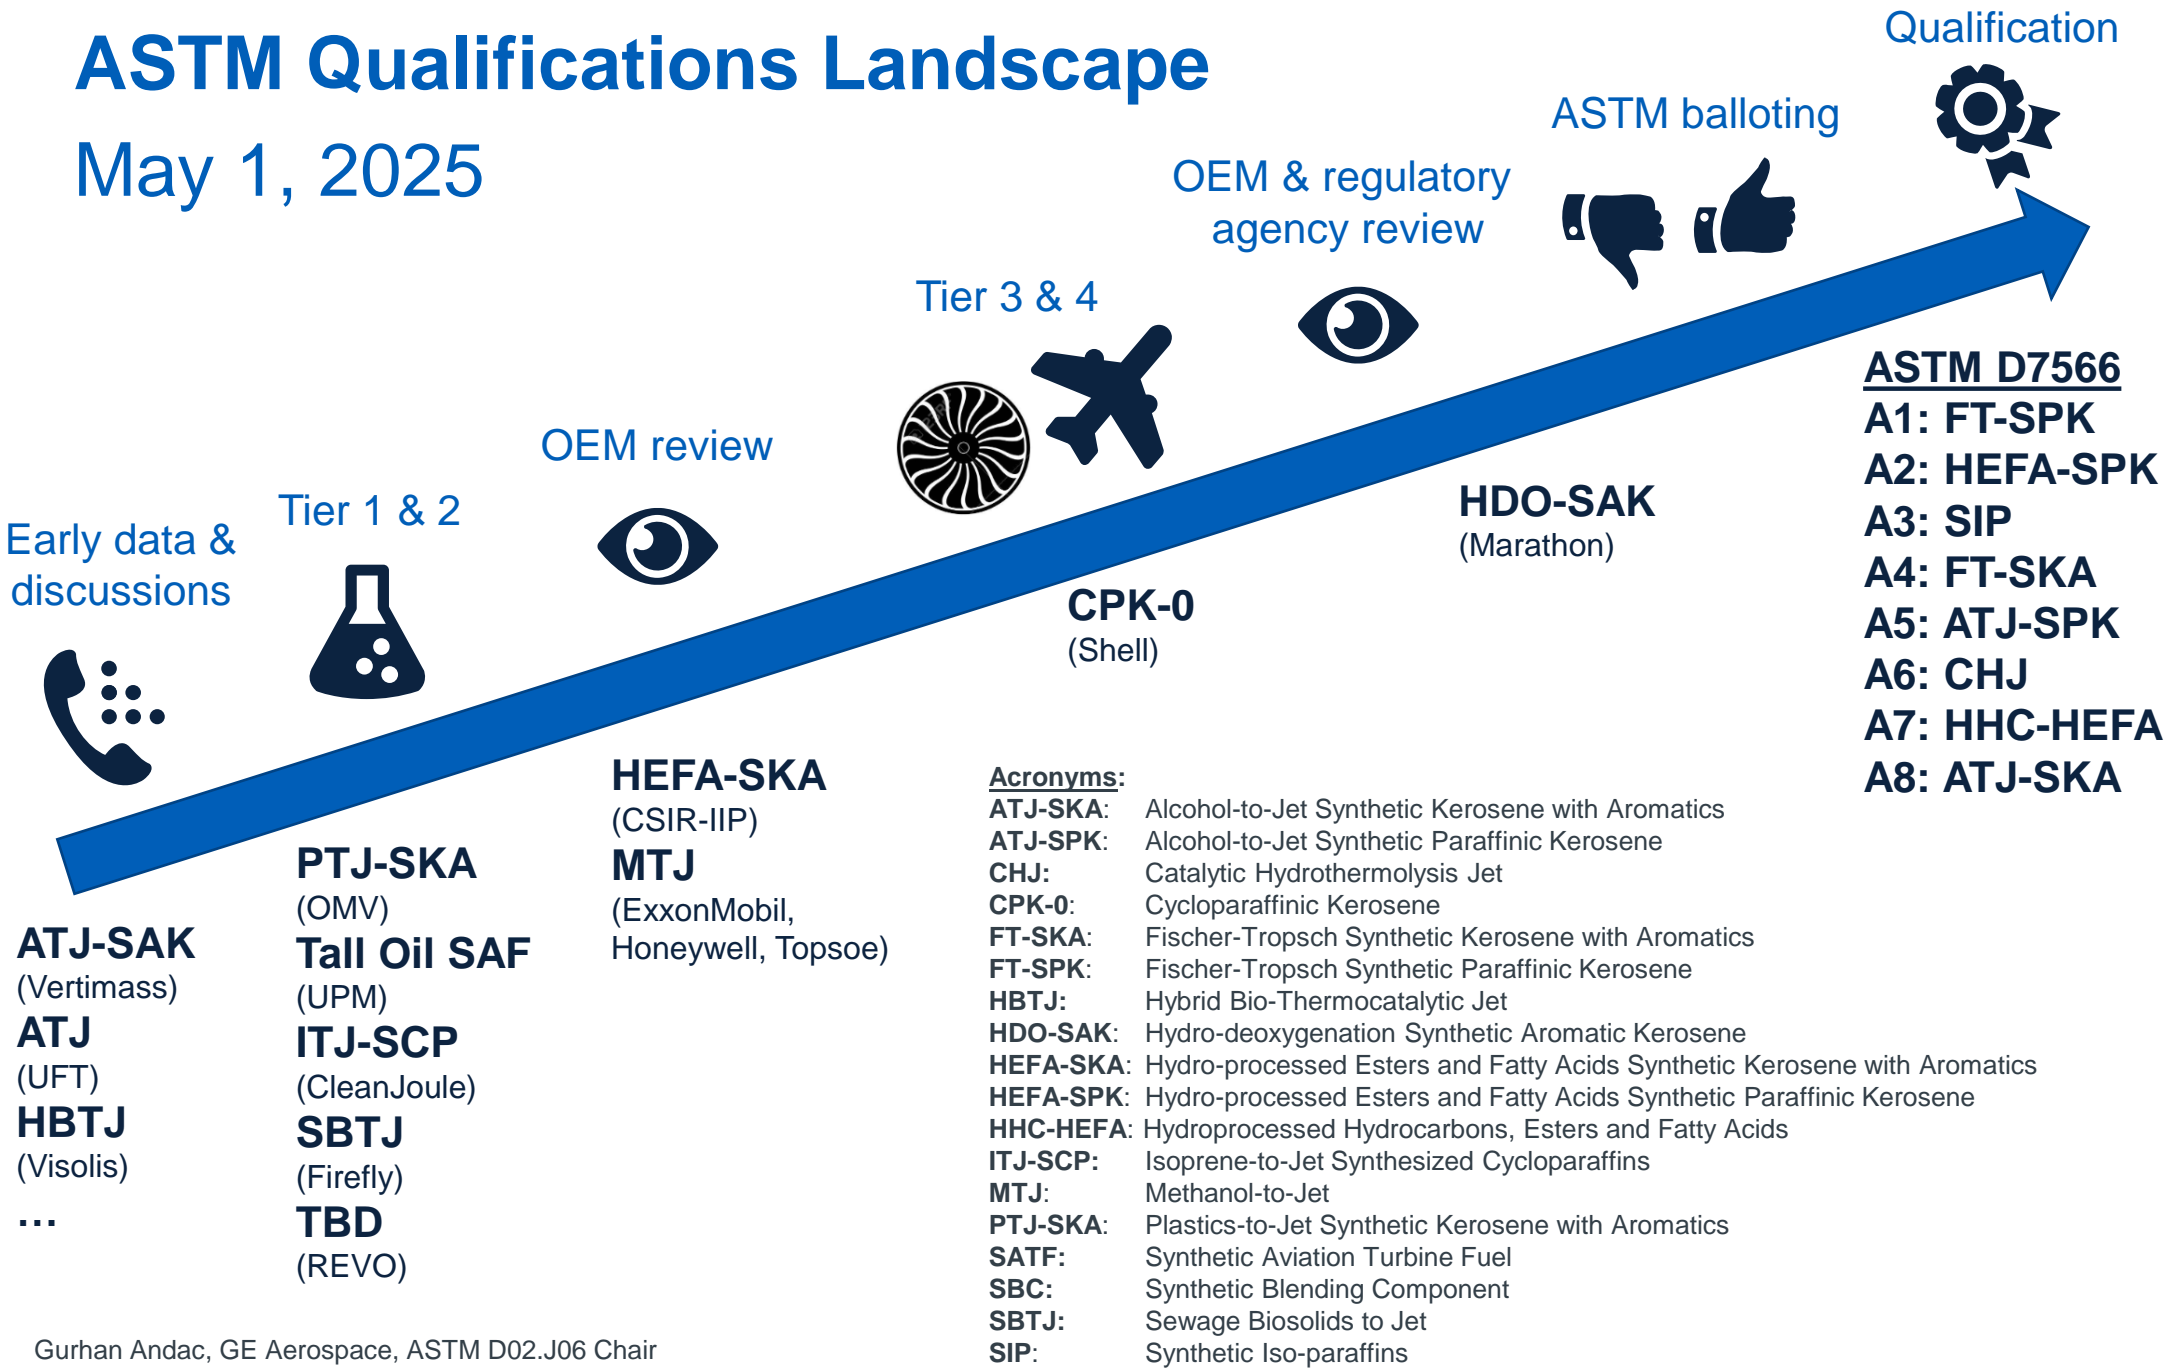 ASTM Qualifications Landscape
May 1, 2025
Qualification
ASTM balloting
OEM & regulatory
agency review
Tier 3 & 4
OEM review
Tier 1 & 2
Early data &
discussions
ATJ-SAK
(Vertimass)
ATJ
(UFT)
HBTJ
(Visolis)
…
PTJ-SKA
(OMV)
Tall Oil SAF
(UPM)
ITJ-SCP
(CleanJoule)
SBTJ
(Firefly)
TBD
(REVO)
HEFA-SKA
(CSIR-IIP)
MTJ
(ExxonMobil,
Honeywell, Topsoe)
CPK-0
(Shell)
HDO-SAK
(Marathon)
ASTM D7566
A1: FT-SPK
A2: HEFA-SPK
A3: SIP
A4: FT-SKA
A5: ATJ-SPK
A6: CHJ
A7: HHC-HEFA
A8: ATJ-SKA
Acronyms:
ATJ-SKA: Alcohol-to-Jet Synthetic Kerosene with Aromatics
ATJ-SPK: Alcohol-to-Jet Synthetic Paraffinic Kerosene
CHJ: Catalytic Hydrothermolysis Jet
CPK-0: Cycloparaffinic Kerosene
FT-SKA: Fischer-Tropsch Synthetic Kerosene with Aromatics
FT-SPK: Fischer-Tropsch Synthetic Paraffinic Kerosene
HBTJ: Hybrid Bio-Thermocatalytic Jet
HDO-SAK: Hydro-deoxygenation Synthetic Aromatic Kerosene
HEFA-SKA: Hydro-processed Esters and Fatty Acids Synthetic Kerosene with Aromatics
HEFA-SPK: Hydro-processed Esters and Fatty Acids Synthetic Paraffinic Kerosene
HHC-HEFA: Hydroprocessed Hydrocarbons, Esters and Fatty Acids
ITJ-SCP: Isoprene-to-Jet Synthesized Cycloparaffins
MTJ: Methanol-to-Jet
PTJ-SKA: Plastics-to-Jet Synthetic Kerosene with Aromatics
SATF: Synthetic Aviation Turbine Fuel
SBC: Synthetic Blending Component
SBTJ: Sewage Biosolids to Jet
SIP: Synthetic Iso-paraffins
Gurhan Andac, GE Aerospace, ASTM D02.J06 Chair